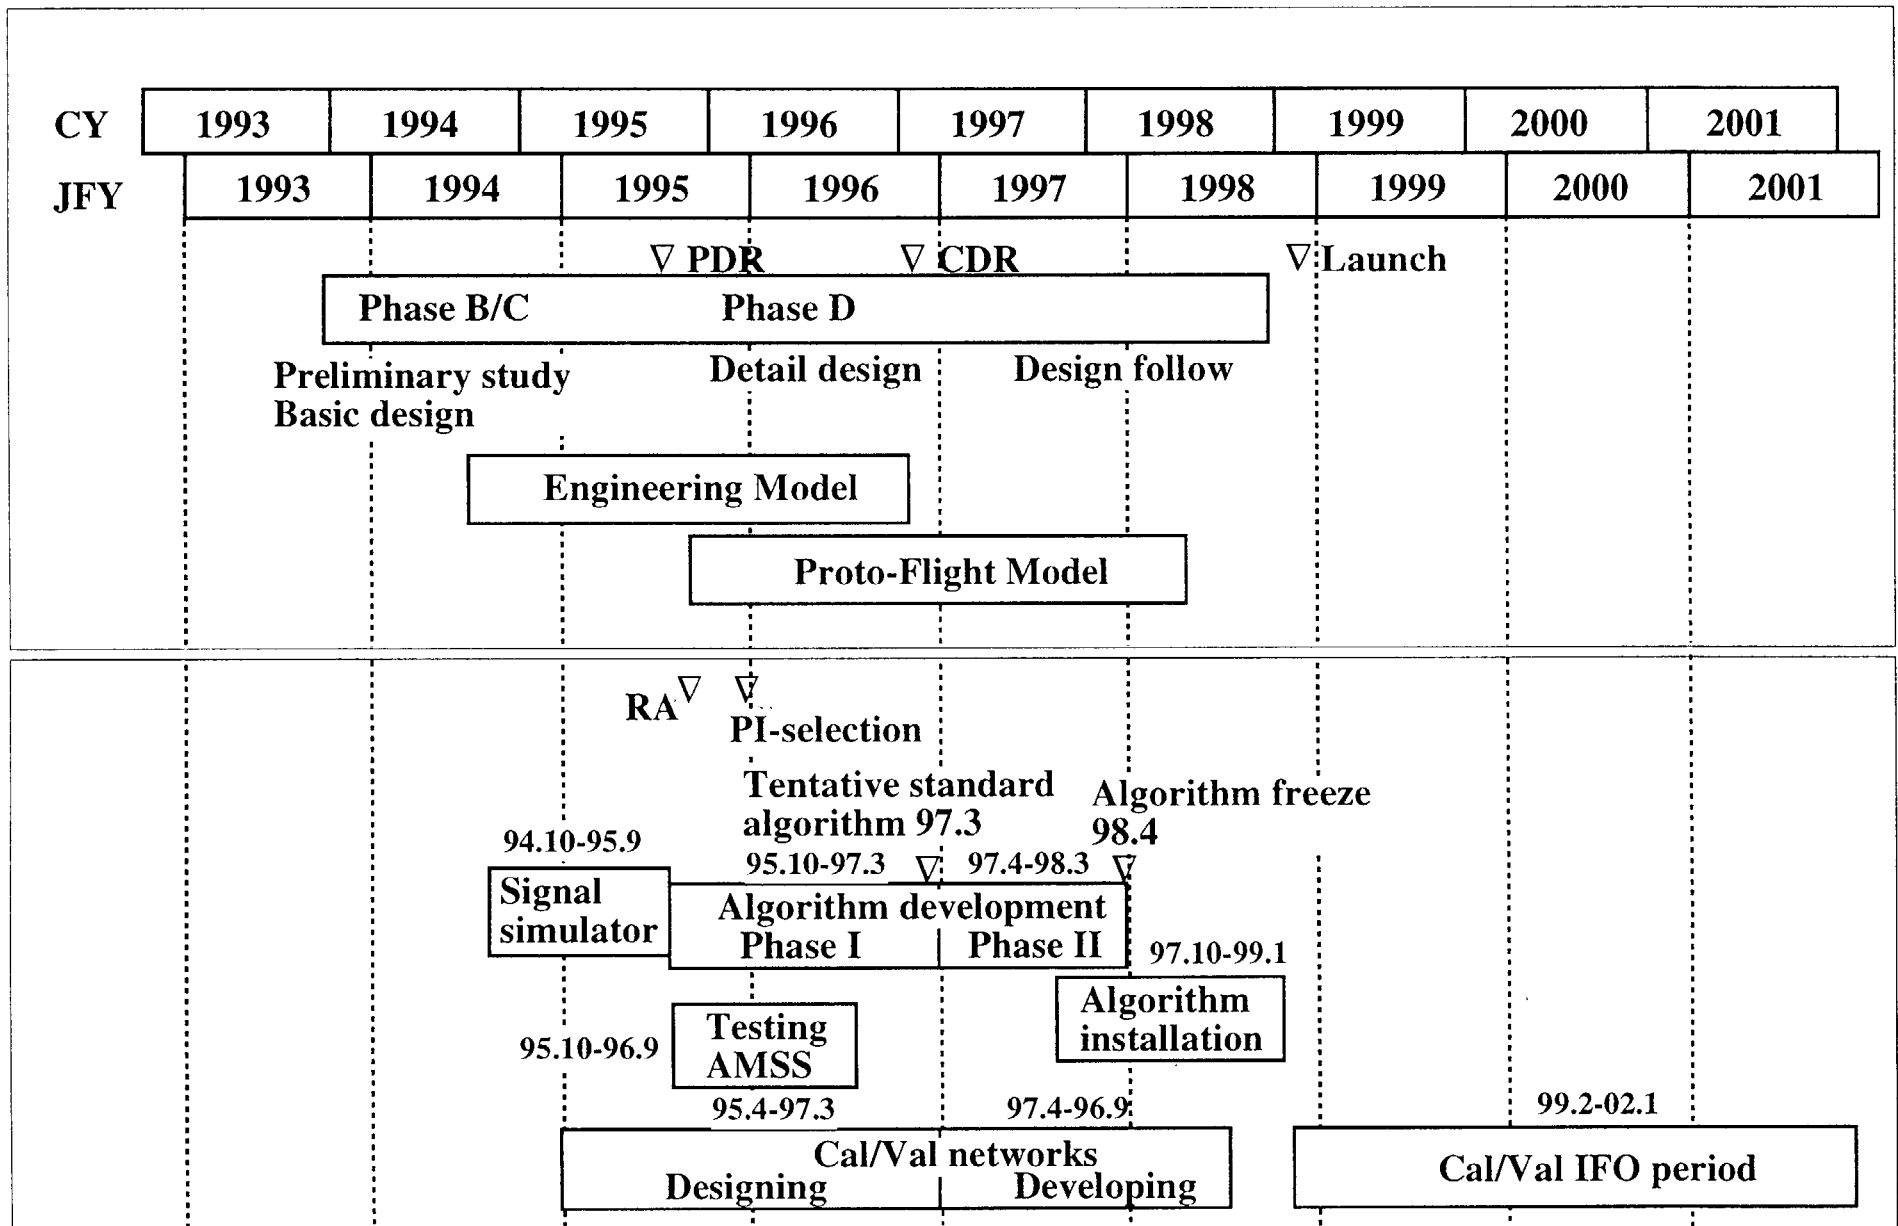 CY 1993 1994 1995 1996 1997 1998 1999 2000 2001
JFY 1993 1994 1995 1996 1997 1998 1999 2000 2001
▽ PDR ▽ CDR ▽ Launch
Phase B/C Phase D
Preliminary study
Basic design
Detail design
Design follow
Engineering Model
Proto-Flight Model
RA ▽ ▽
PI-selection
Tentative standard
algorithm 97.3
Algorithm freeze
98.4
94.10-95.9
95.10-97.3 ▽ 97.4-98.3 ▽
Signal
simulator
Algorithm development
Phase I Phase II
97.10-99.1
Algorithm
installation
95.10-96.9
Testing
AMSS
95.4-97.3
97.4-96.9
99.2-02.1
Cal/Val networks
Designing Developing
Cal/Val IFO period